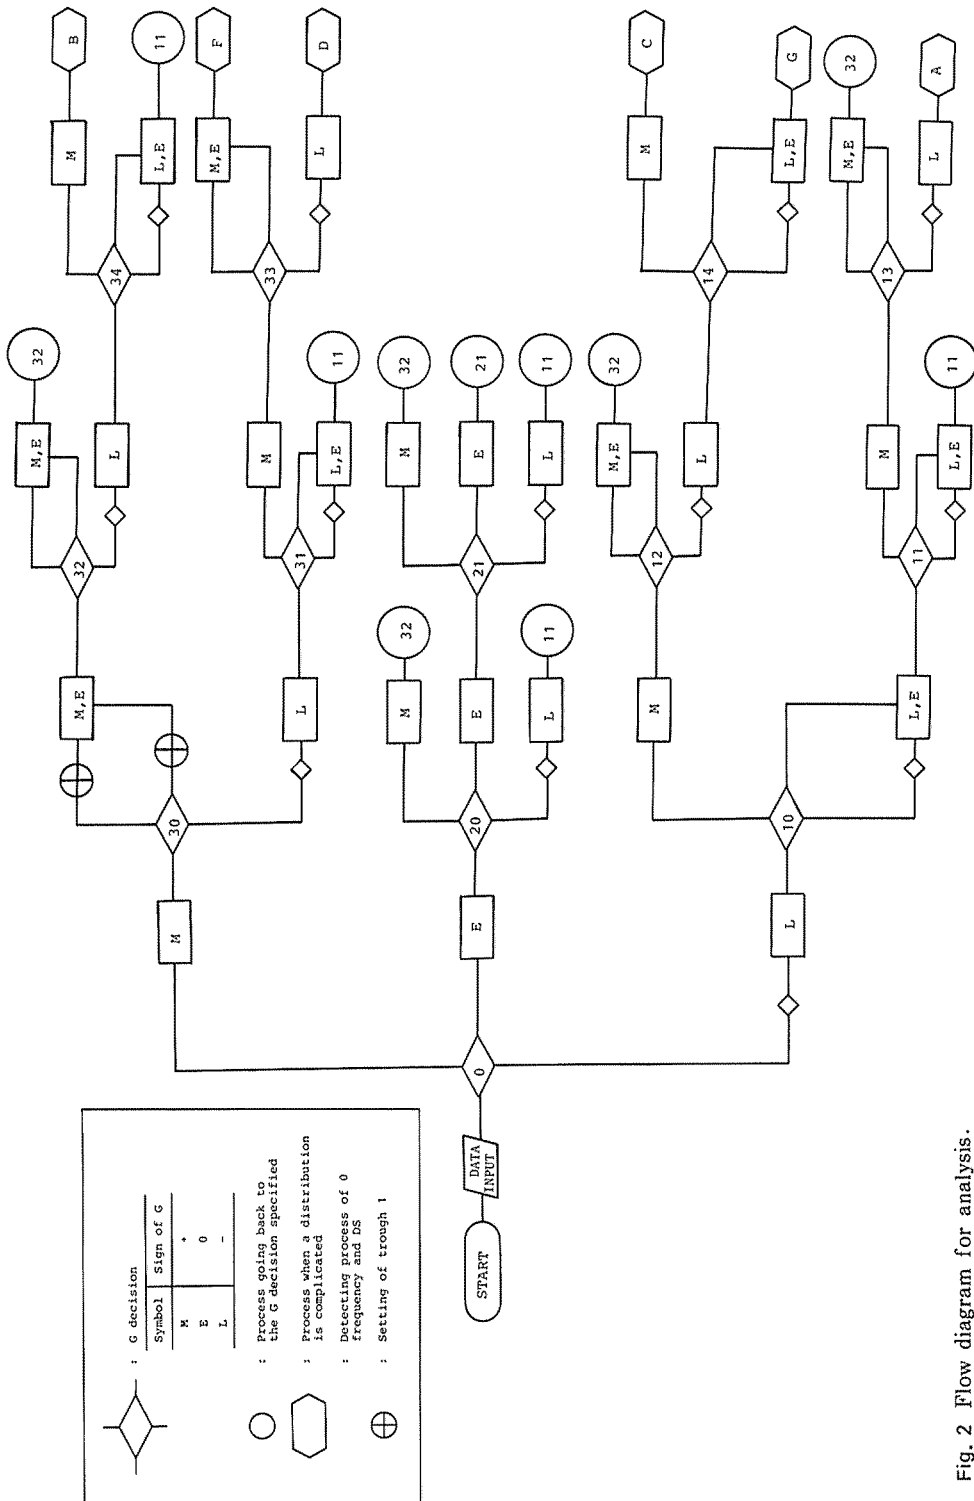 : G decision
Symbol Sign of G
M +
E 0
L -
: Process going back to
the G decision specified
: Process when a distribution
is complicated
: Detecting process of 0
frequency and DS
: Setting of trough 1
M,E 32
M B
M,E 32
L 34
L,E 11
M 30
M,E F
M 33
L 31
L D
L,E 11
M 32 M 32
START
DATA
INPUT
0 E 20 E 21 E 21
L 11 L 11
M,E 32
M C
M 12
L 14
L 10 L,E G
M,E 32
M 13
L,E 11
L A
L,E 11
Fig. 2 Flow diagram for analysis.